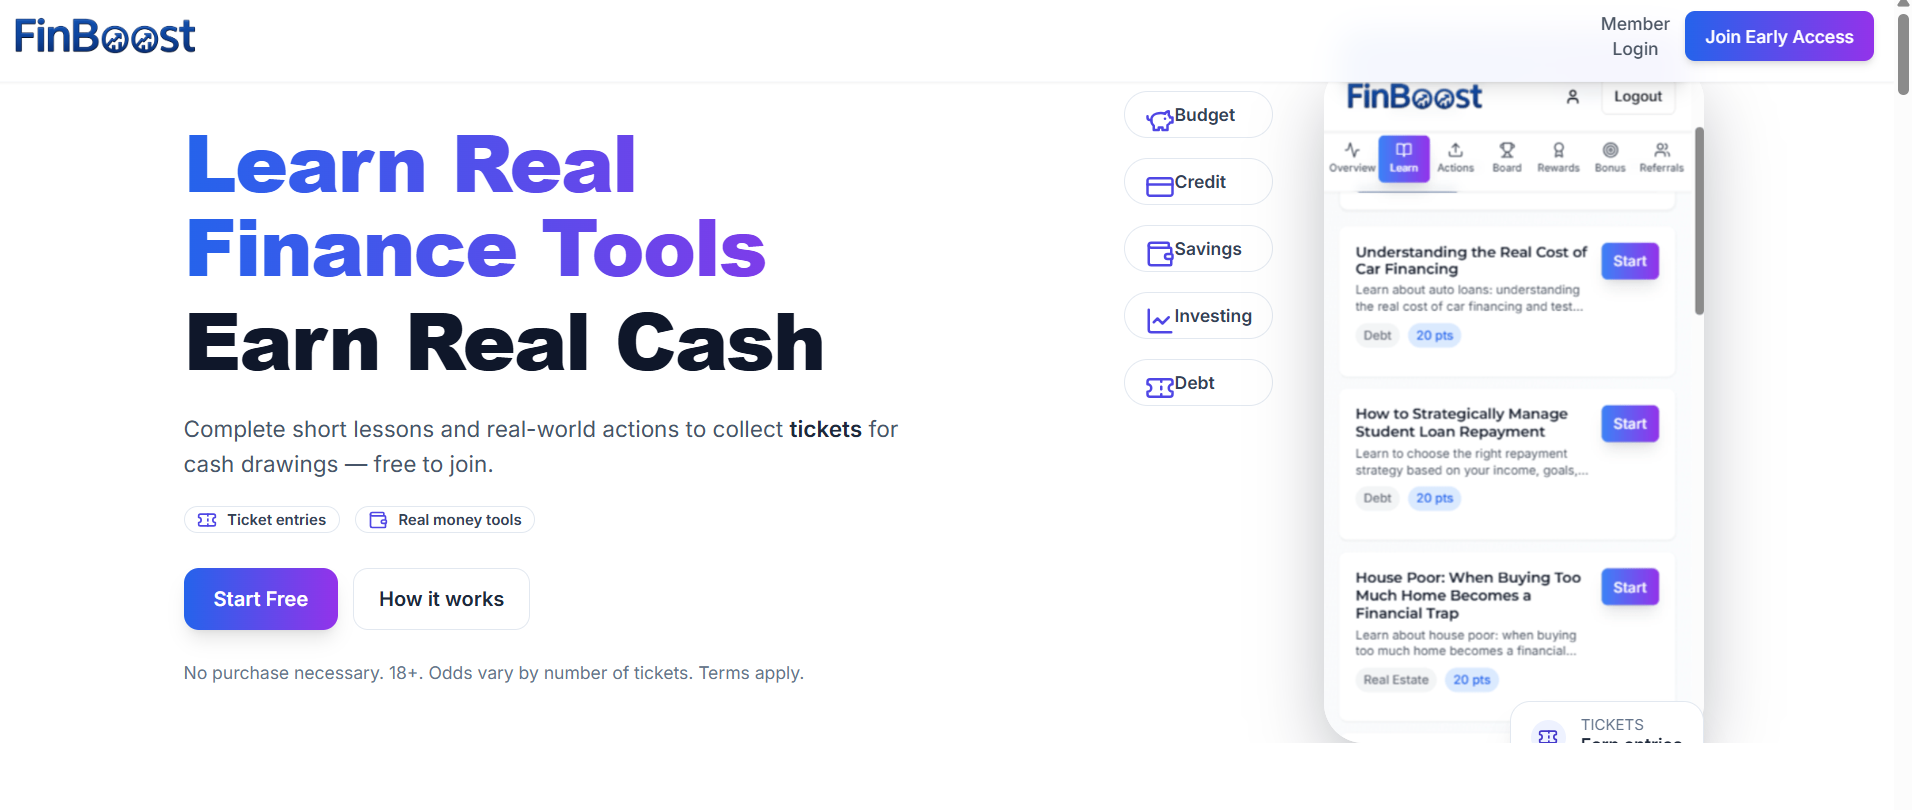 FinBoost
Member
Login
Join Early Access
Learn Real
Finance Tools
Earn Real Cash
Complete short lessons and real-world actions to collect tickets for
cash drawings — free to join.
Ticket entries
Real money tools
Start Free
How it works
No purchase necessary. 18+. Odds vary by number of tickets. Terms apply.
Budget
Credit
Savings
Investing
Debt
FinBoost
Logout
Overview
Learn
Actions
Board
Rewards
Bonus
Referrals
Understanding the Real Cost of
Car Financing
Start
Learn about auto loans: understanding
the real cost of car financing and test...
Debt
20 pts
How to Strategically Manage
Student Loan Repayment
Start
Learn to choose the right repayment
strategy based on your income, goals,...
Debt
20 pts
House Poor: When Buying Too
Much Home Becomes a
Financial Trap
Start
Learn about house poor: when buying
too much home becomes a financial...
Real Estate
20 pts
TICKETS
Earn entries